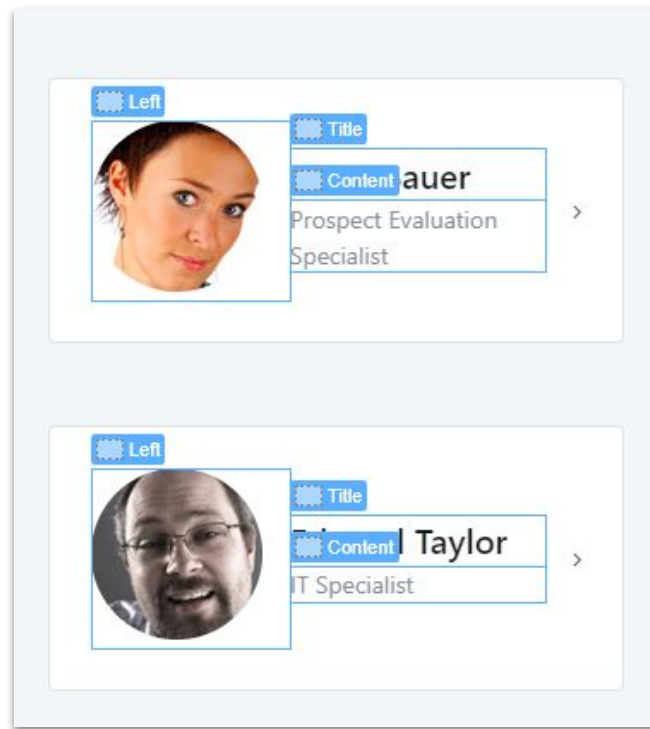 Left
Title
Content
auer
Prospect Evaluation
Specialist
Left
Title
Content
Taylor
IT Specialist